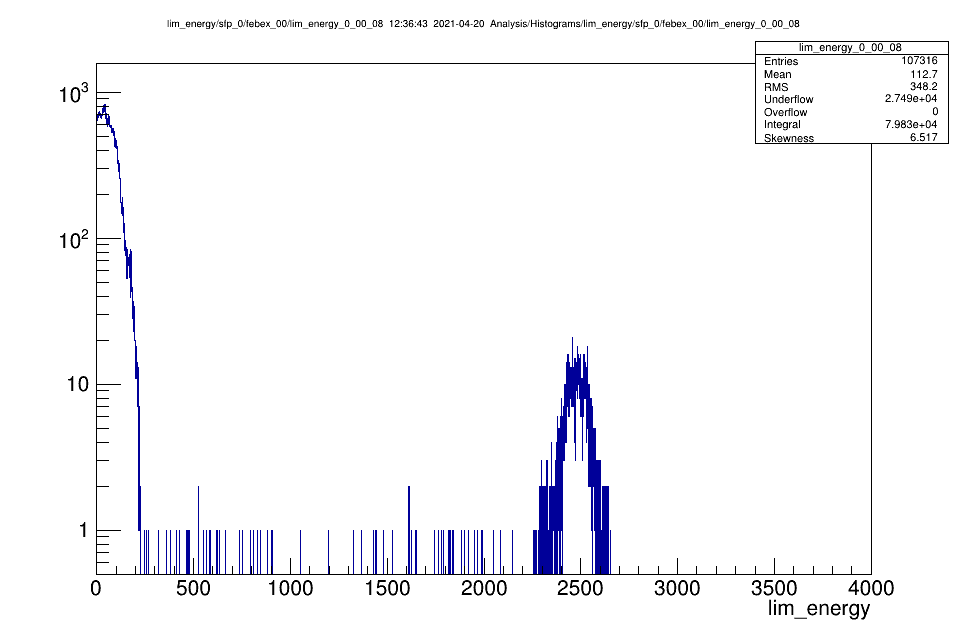 lim_energy/sfp_0/febex_00/lim_energy_0_00_08 12:36:43 2021-04-20 Analysis/Histograms/lim_energy/sfp_0/febex_00/lim_energy_0_00_08
lim_energy_0_00_08
Entries 107316
Mean 112.7
RMS 348.2
Underflow 2.749e+04
Overflow 0
Integral 7.983e+04
Skewness 6.517
10³
10²
10
1
0 500 1000 1500 2000 2500 3000 3500 4000
lim_energy